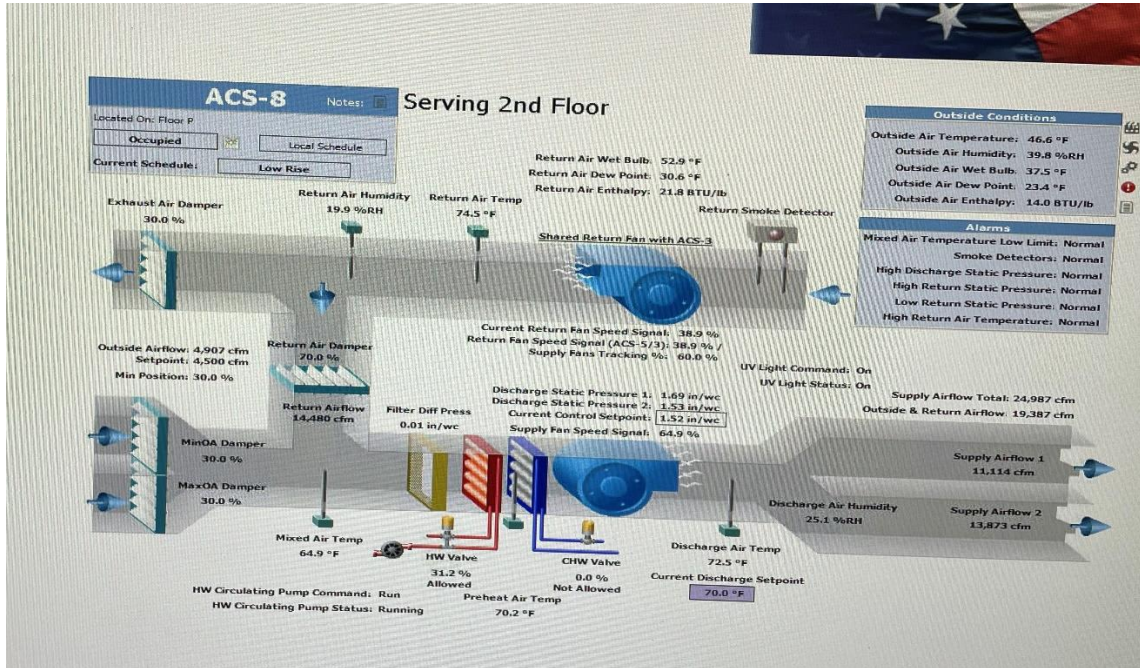 ACS-8 Notes:
Located On: Floor P
Occupied Local Schedule
Current Schedule: Low Rise
Serving 2nd Floor
Outside Conditions
Outside Air Temperature: 46.6 °F
Outside Air Humidity: 39.8 %RH
Outside Air Wet Bulb: 37.5 °F
Outside Air Dew Point: 23.4 °F
Outside Air Enthalpy: 14.0 BTU/lb
Alarms
Mixed Air Temperature Low Limit: Normal
Smoke Detectors: Normal
High Discharge Static Pressure: Normal
High Return Static Pressure: Normal
Low Return Static Pressure: Normal
High Return Air Temperature: Normal
Return Air Wet Bulb: 52.9 °F
Return Air Dew Point: 30.6 °F
Return Air Enthalpy: 21.8 BTU/lb
Exhaust Air Damper
30.0 %
Return Air Humidity
19.9 %RH
Return Air Temp
74.5 °F
Return Smoke Detector
Shared Return Fan with ACS-3
Current Return Fan Speed Signal: 38.9 %
Return Fan Speed Signal (ACS-5/3): 38.9 % /
Supply Fans Tracking %: 60.0 %
Outside Airflow: 4,907 cfm
Setpoint: 4,500 cfm
Min Position: 30.0 %
Return Air Damper
70.0 %
Return Airflow
14,480 cfm
UV Light Command: On
UV Light Status: On
Supply Airflow Total: 24,987 cfm
Outside & Return Airflow: 19,387 cfm
Filter Diff Press
0.01 in/wc
Discharge Static Pressure 1: 1.69 in/wc
Discharge Static Pressure 2: 1.53 in/wc
Current Control Setpoint: 1.52 in/wc
Supply Fan Speed Signal: 64.9 %
MinOA Damper
30.0 %
MaxOA Damper
30.0 %
Supply Airflow 1
11,114 cfm
Supply Airflow 2
13,873 cfm
Discharge Air Humidity
25.1 %RH
Mixed Air Temp
64.9 °F
HW Valve
31.2 %
Allowed
CHW Valve
0.0 %
Not Allowed
Discharge Air Temp
72.5 °F
Current Discharge Setpoint
70.0 °F
HW Circulating Pump Command: Run
HW Circulating Pump Status: Running
Preheat Air Temp
70.2 °F